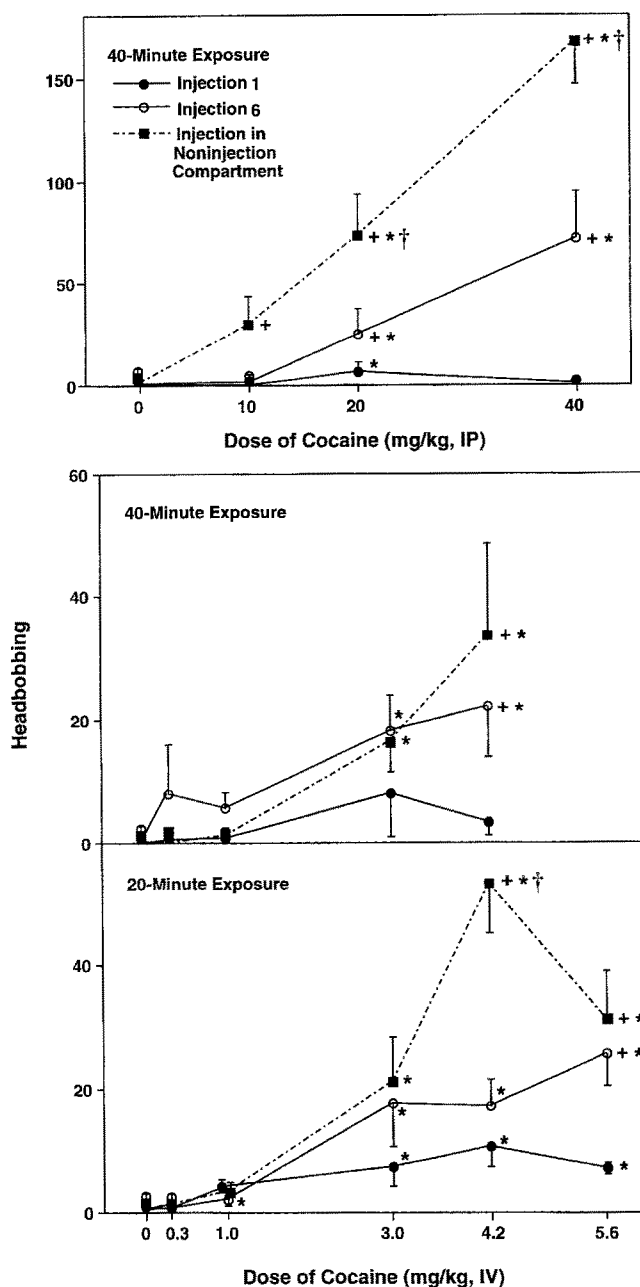 40-Minute Exposure
Injection 1
Injection 6
Injection in
Noninjection
Compartment
150
100
50
0
+ * †
+ * †
+ *
+
+ *
*
0 10 20 40
Dose of Cocaine (mg/kg, IP)
Headbobbing
60
40-Minute Exposure
40
20
0
+ *
+ *
*
*
20-Minute Exposure
40
20
0
+ * †
+ *
+ *
*
*
*
*
*
*
*
0 0.3 1.0 3.0 4.2 5.6
Dose of Cocaine (mg/kg, IV)